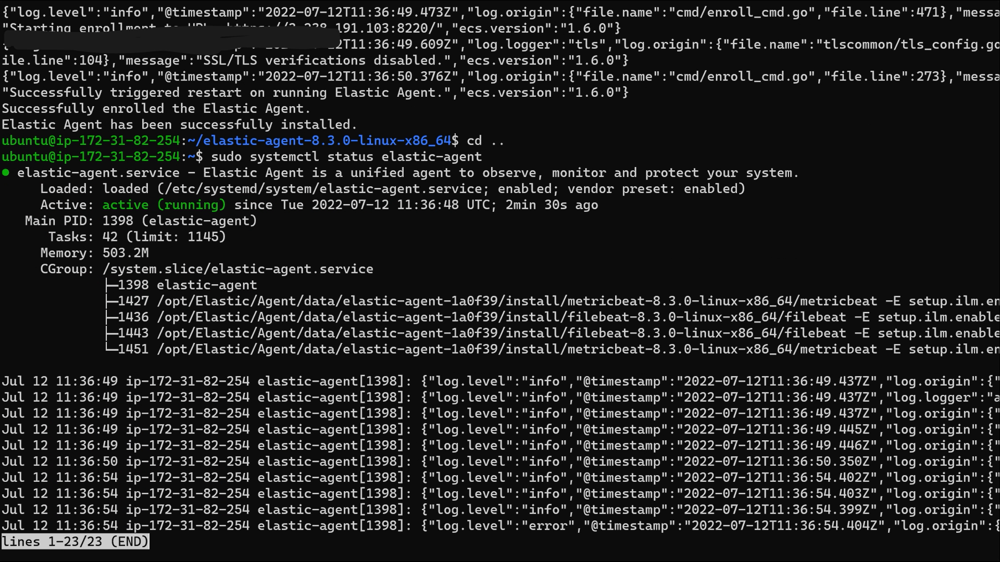 {"log.level":"info","@timestamp":"2022-07-12T11:36:49.473Z","log.origin":{"file.name":"cmd/enroll_cmd.go","file.line":471},"messa
"Starting enrollment to URL: https://3.238.191.103:8220/","ecs.version":"1.6.0"}
2T11:36:49.609Z","log.logger":"tls","log.origin":{"file.name":"tlscommon/tls_config.go
ile.line":104},"message":"SSL/TLS verifications disabled.","ecs.version":"1.6.0"}
{"log.level":"info","@timestamp":"2022-07-12T11:36:50.376Z","log.origin":{"file.name":"cmd/enroll_cmd.go","file.line":273},"messa
"Successfully triggered restart on running Elastic Agent.","ecs.version":"1.6.0"}
Successfully enrolled the Elastic Agent.
Elastic Agent has been successfully installed.
ubuntu@ip-172-31-82-254:~/elastic-agent-8.3.0-linux-x86_64$ cd ..
ubuntu@ip-172-31-82-254:~$ sudo systemctl status elastic-agent
● elastic-agent.service - Elastic Agent is a unified agent to observe, monitor and protect your system.
Loaded: loaded (/etc/systemd/system/elastic-agent.service; enabled; vendor preset: enabled)
Active: active (running) since Tue 2022-07-12 11:36:48 UTC; 2min 30s ago
Main PID: 1398 (elastic-agent)
Tasks: 42 (limit: 1145)
Memory: 503.2M
CGroup: /system.slice/elastic-agent.service
├─1398 elastic-agent
├─1427 /opt/Elastic/Agent/data/elastic-agent-1a0f39/install/metricbeat-8.3.0-linux-x86_64/metricbeat -E setup.ilm.en
├─1436 /opt/Elastic/Agent/data/elastic-agent-1a0f39/install/filebeat-8.3.0-linux-x86_64/filebeat -E setup.ilm.enable
├─1443 /opt/Elastic/Agent/data/elastic-agent-1a0f39/install/filebeat-8.3.0-linux-x86_64/filebeat -E setup.ilm.enable
└─1451 /opt/Elastic/Agent/data/elastic-agent-1a0f39/install/metricbeat-8.3.0-linux-x86_64/metricbeat -E setup.ilm.en
Jul 12 11:36:49 ip-172-31-82-254 elastic-agent[1398]: {"log.level":"info","@timestamp":"2022-07-12T11:36:49.437Z","log.origin":{"
Jul 12 11:36:49 ip-172-31-82-254 elastic-agent[1398]: {"log.level":"info","@timestamp":"2022-07-12T11:36:49.437Z","log.logger":"a
Jul 12 11:36:49 ip-172-31-82-254 elastic-agent[1398]: {"log.level":"info","@timestamp":"2022-07-12T11:36:49.437Z","log.origin":{"
Jul 12 11:36:49 ip-172-31-82-254 elastic-agent[1398]: {"log.level":"info","@timestamp":"2022-07-12T11:36:49.445Z","log.origin":{"
Jul 12 11:36:49 ip-172-31-82-254 elastic-agent[1398]: {"log.level":"info","@timestamp":"2022-07-12T11:36:49.446Z","log.origin":{"
Jul 12 11:36:50 ip-172-31-82-254 elastic-agent[1398]: {"log.level":"info","@timestamp":"2022-07-12T11:36:50.350Z","log.origin":{"
Jul 12 11:36:54 ip-172-31-82-254 elastic-agent[1398]: {"log.level":"info","@timestamp":"2022-07-12T11:36:54.402Z","log.origin":{"
Jul 12 11:36:54 ip-172-31-82-254 elastic-agent[1398]: {"log.level":"info","@timestamp":"2022-07-12T11:36:54.403Z","log.origin":{"
Jul 12 11:36:54 ip-172-31-82-254 elastic-agent[1398]: {"log.level":"info","@timestamp":"2022-07-12T11:36:54.399Z","log.origin":{"
Jul 12 11:36:54 ip-172-31-82-254 elastic-agent[1398]: {"log.level":"error","@timestamp":"2022-07-12T11:36:54.404Z","log.origin":{
lines 1-23/23 (END)